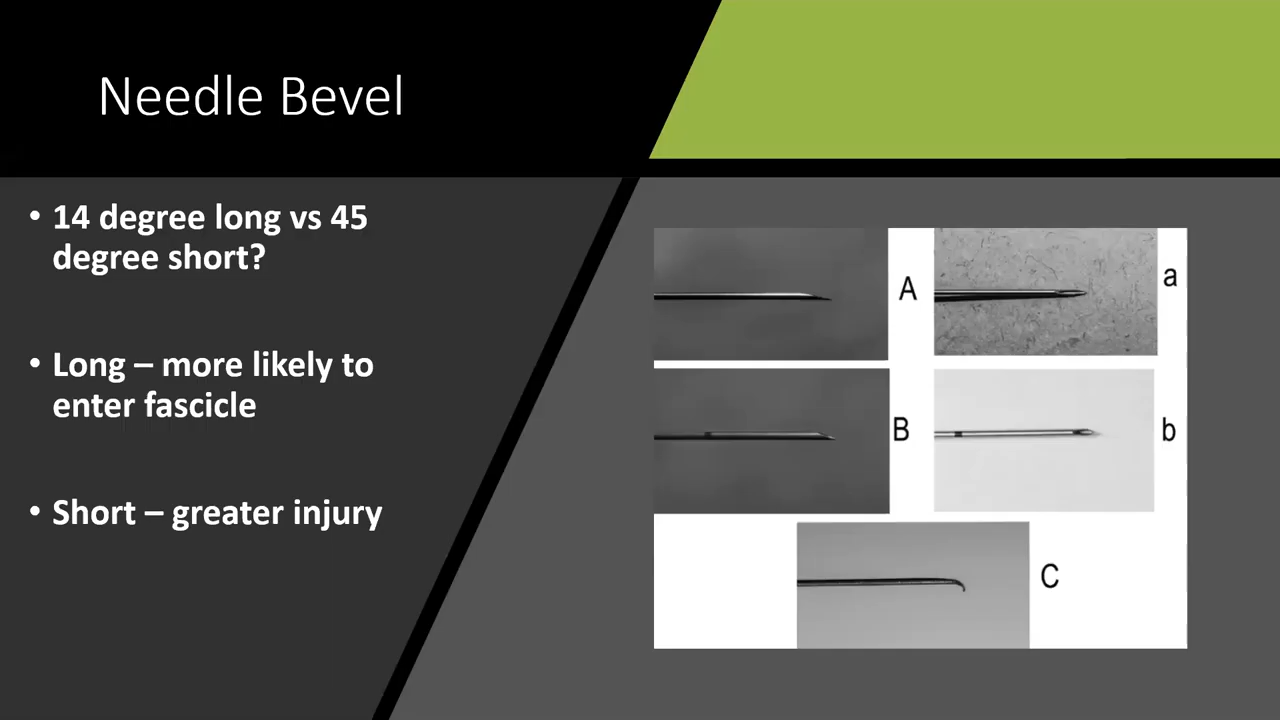 Needle Bevel
• 14 degree long vs 45
degree short?
• Long – more likely to
enter fascicle
• Short – greater injury
A
a
B
b
C